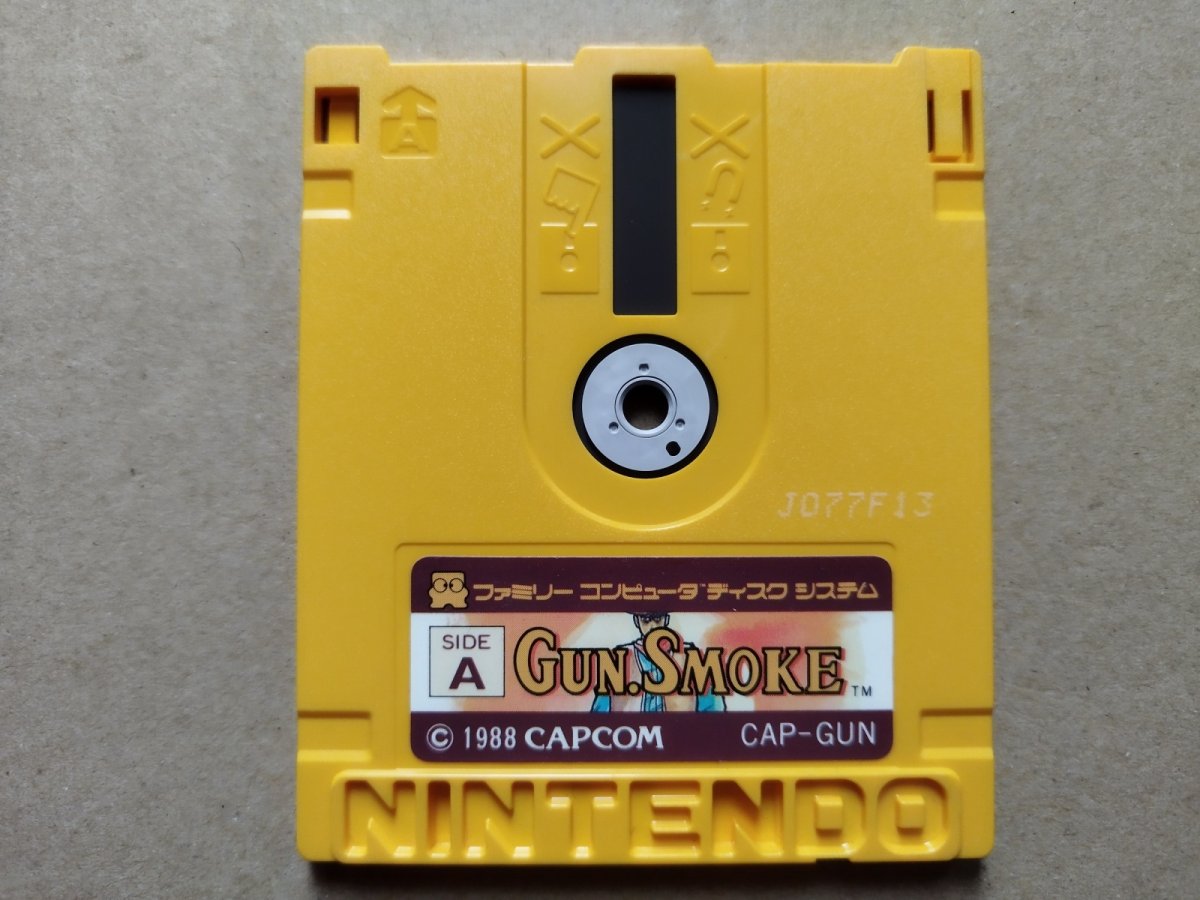 A
J077F13
ファミリー コンピュータ ディスク システム
SIDE
A
GUN.SMOKE TM
© 1988 CAPCOM CAP-GUN
NINTENDO